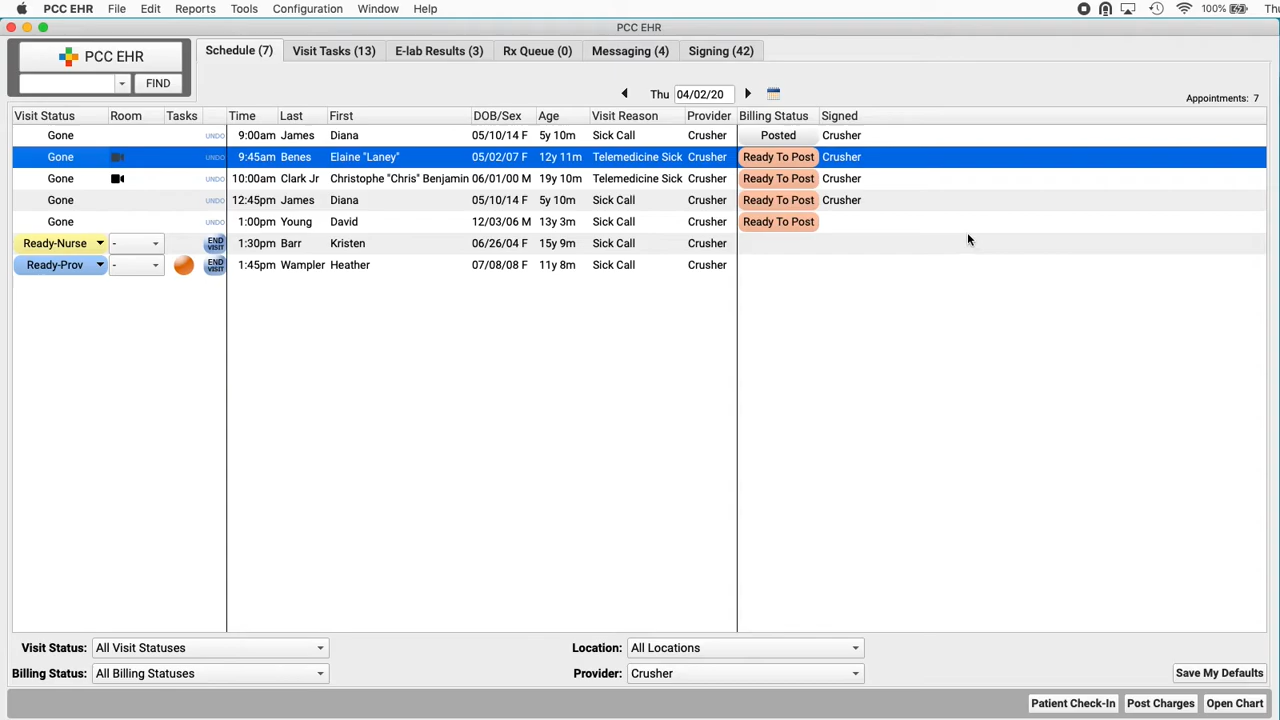 PCC EHR File Edit Reports Tools Configuration Window Help 100% Thu
PCC EHR
PCC EHR
FIND
Schedule (7) Visit Tasks (13) E-lab Results (3) Rx Queue (0) Messaging (4) Signing (42)
Thu 04/02/20
Appointments: 7
Visit Status Room Tasks Time Last First DOB/Sex Age Visit Reason Provider Billing Status Signed
Gone UNDO 9:00am James Diana 05/10/14 F 5y 10m Sick Call Crusher Posted Crusher
Gone UNDO 9:45am Benes Elaine "Laney" 05/02/07 F 12y 11m Telemedicine Sick Crusher Ready To Post Crusher
Gone UNDO 10:00am Clark Jr Christophe "Chris" Benjamin 06/01/00 M 19y 10m Telemedicine Sick Crusher Ready To Post Crusher
Gone UNDO 12:45pm James Diana 05/10/14 F 5y 10m Sick Call Crusher Ready To Post Crusher
Gone UNDO 1:00pm Young David 12/03/06 M 13y 3m Sick Call Crusher Ready To Post
Ready-Nurse - END VISIT 1:30pm Barr Kristen 06/26/04 F 15y 9m Sick Call Crusher
Ready-Prov - END VISIT 1:45pm Wampler Heather 07/08/08 F 11y 8m Sick Call Crusher
Visit Status: All Visit Statuses Location: All Locations
Billing Status: All Billing Statuses Provider: Crusher Save My Defaults
Patient Check-In Post Charges Open Chart